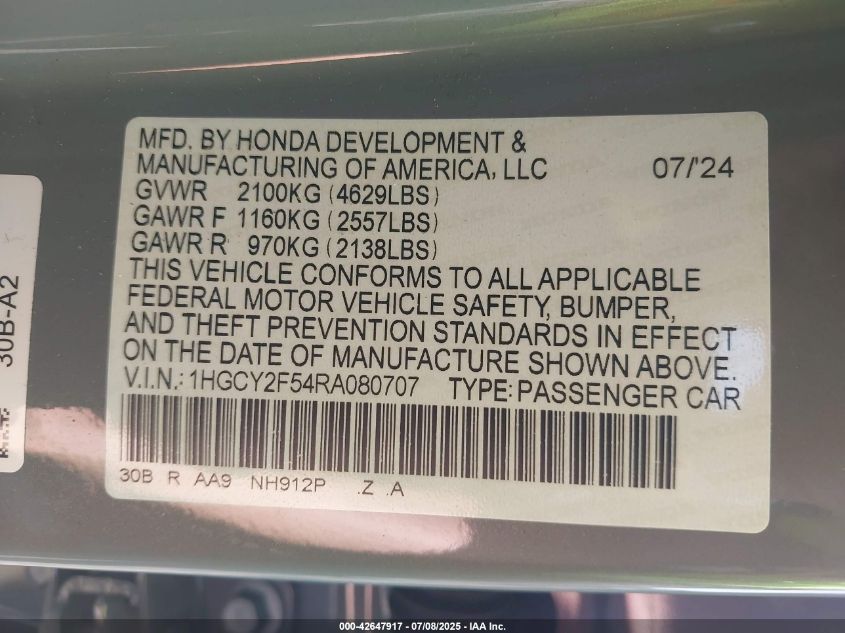 MFD. BY HONDA DEVELOPMENT &
MANUFACTURING OF AMERICA, LLC 07/'24
GVWR 2100KG (4629LBS)
GAWR F 1160KG (2557LBS)
GAWR R 970KG (2138LBS)
THIS VEHICLE CONFORMS TO ALL APPLICABLE
FEDERAL MOTOR VEHICLE SAFETY, BUMPER,
AND THEFT PREVENTION STANDARDS IN EFFECT
ON THE DATE OF MANUFACTURE SHOWN ABOVE.
V.I.N.: 1HGCY2F54RA080707 TYPE: PASSENGER CAR
30B R AA9 NH912P .Z .A
30B-A2
000-42647917 - 07/08/2025 - IAA Inc.